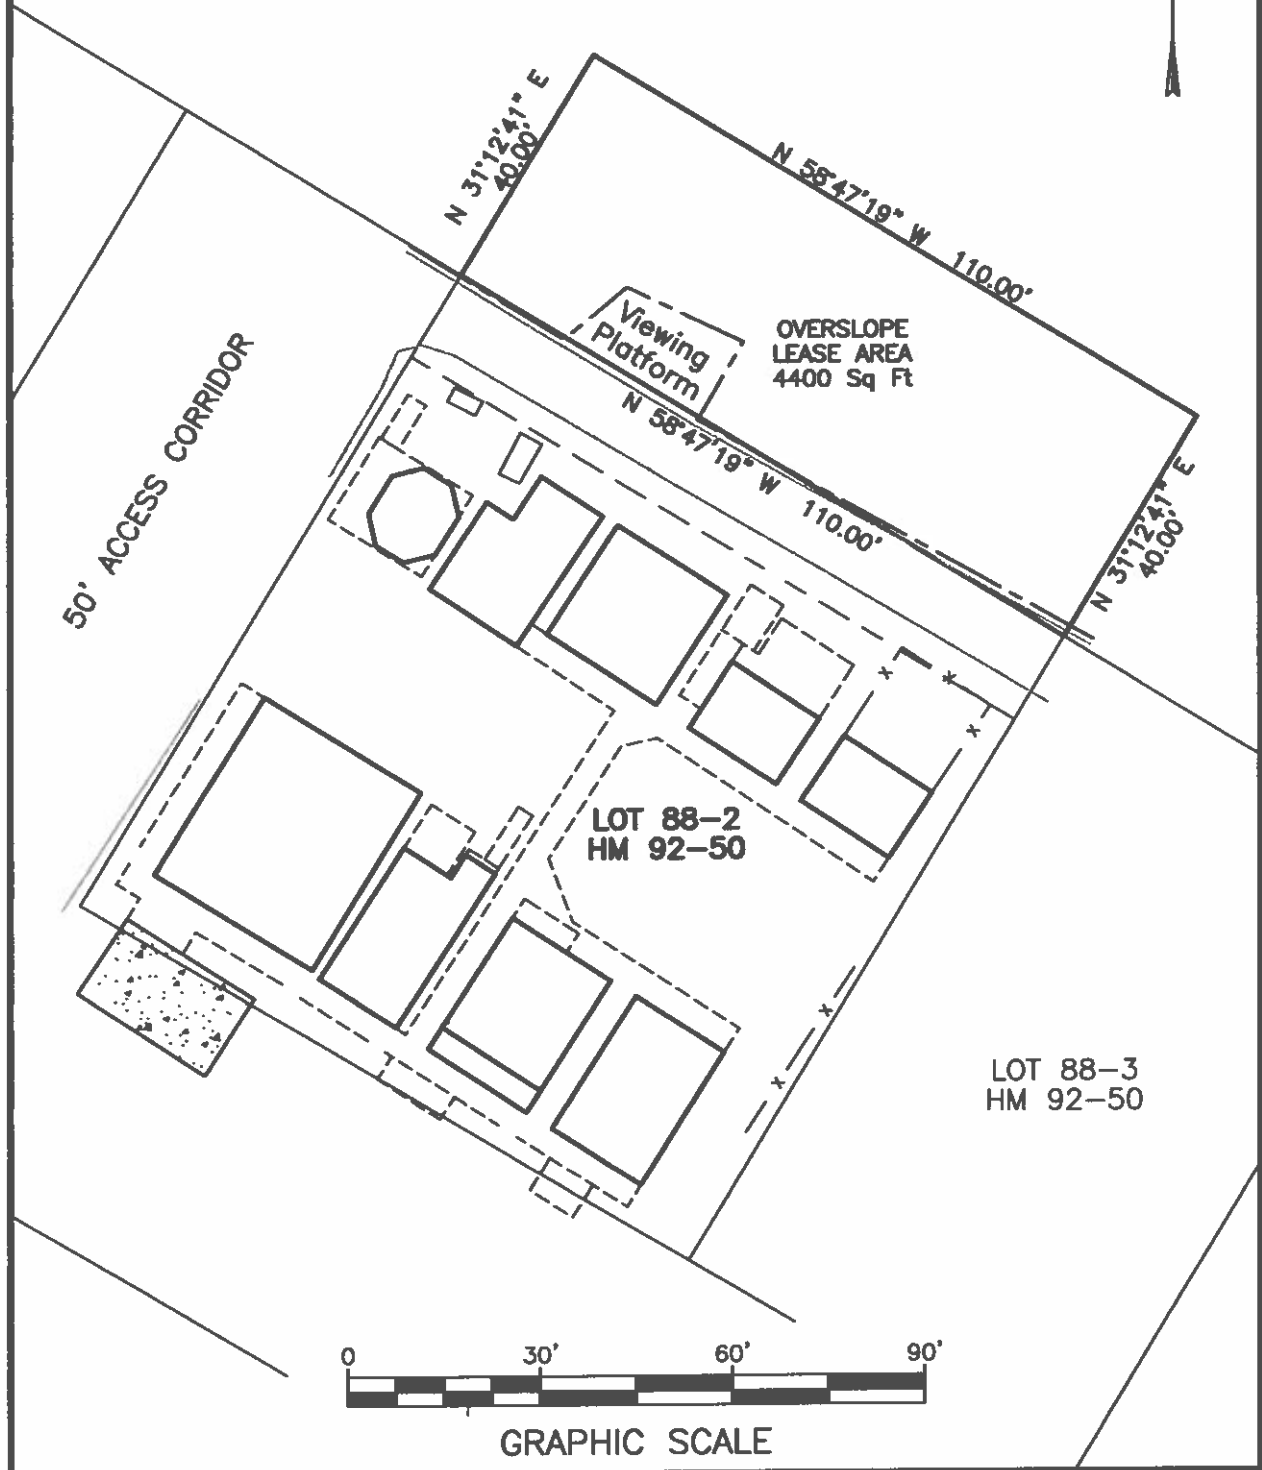 N 31°12'41" E
40.00'
N 58°47'19" W 110.00'
Viewing
Platform
OVERSLOPE
LEASE AREA
4400 Sq Ft
N 58°47'19" W 110.00'
N 31°12'41" E
40.00'
50' ACCESS CORRIDOR
LOT 88-2
HM 92-50
LOT 88-3
HM 92-50
0 30' 60' 90'
GRAPHIC SCALE